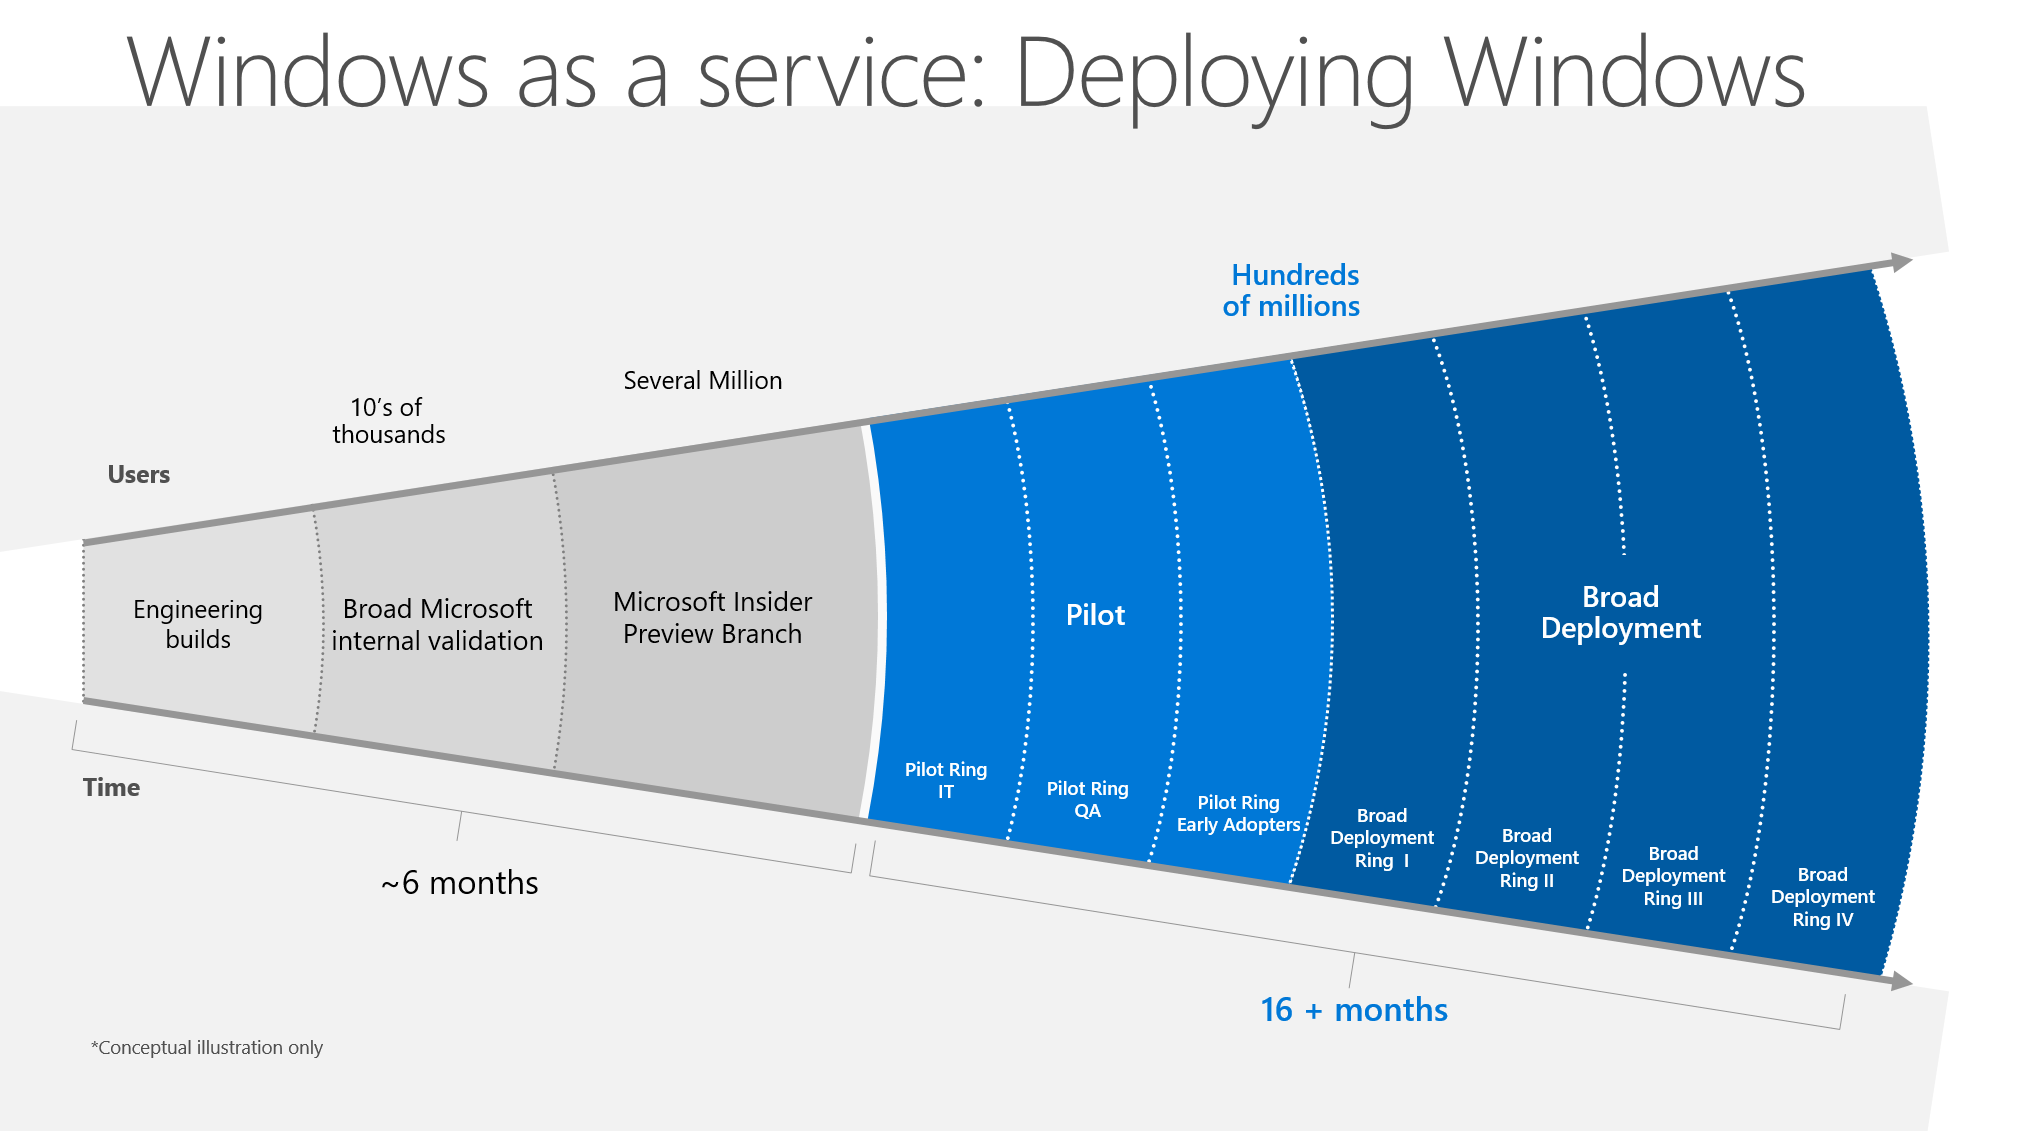 Windows as a service: Deploying Windows
Hundreds
of millions
Several Million
10's of
thousands
Users
Engineering
builds
Broad Microsoft
internal validation
Microsoft Insider
Preview Branch
Pilot
Broad
Deployment
Pilot Ring
IT
Pilot Ring
QA
Pilot Ring
Early Adopters
Broad
Deployment
Ring I
Broad
Deployment
Ring II
Broad
Deployment
Ring III
Broad
Deployment
Ring IV
Time
~6 months
16 + months
*Conceptual illustration only